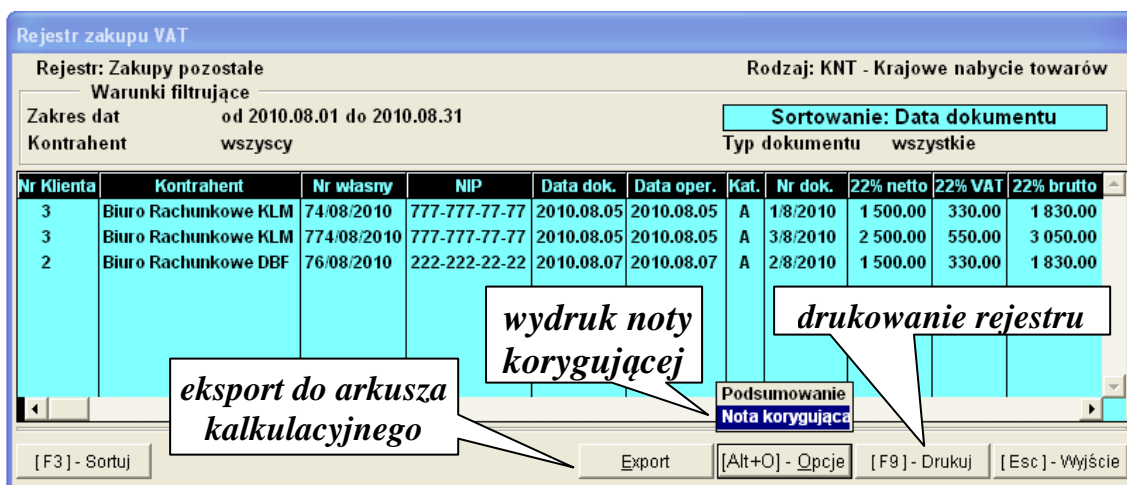 Rejestr zakupu VAT
Rejestr: Zakupy pozostałe Rodzaj: KNT - Krajowe nabycie towarów
Warunki filtrujące
Zakres dat od 2010.08.01 do 2010.08.31 Sortowanie: Data dokumentu
Kontrahent wszyscy Typ dokumentu wszystkie
Nr Klienta Kontrahent Nr własny NIP Data dok. Data oper. Kat. Nr dok. 22% netto 22% VAT 22% brutto
3 Biuro Rachunkowe KLM 74/08/2010 777-777-77-77 2010.08.05 2010.08.05 A 1/8/2010 1 500.00 330.00 1 830.00
3 Biuro Rachunkowe KLM 774/08/2010 777-777-77-77 2010.08.05 2010.08.05 A 3/8/2010 2 500.00 550.00 3 050.00
2 Biuro Rachunkowe DBF 76/08/2010 222-222-22-22 2010.08.07 2010.08.07 A 2/8/2010 1 500.00 330.00 1 830.00
wydruk noty
korygującej
drukowanie rejestru
eksport do arkusza
kalkulacyjnego
Podsumowanie
Nota korygująca
[F3] - Sortuj Export [Alt+O] - Opcje [F9] - Drukuj [Esc] - Wyjście